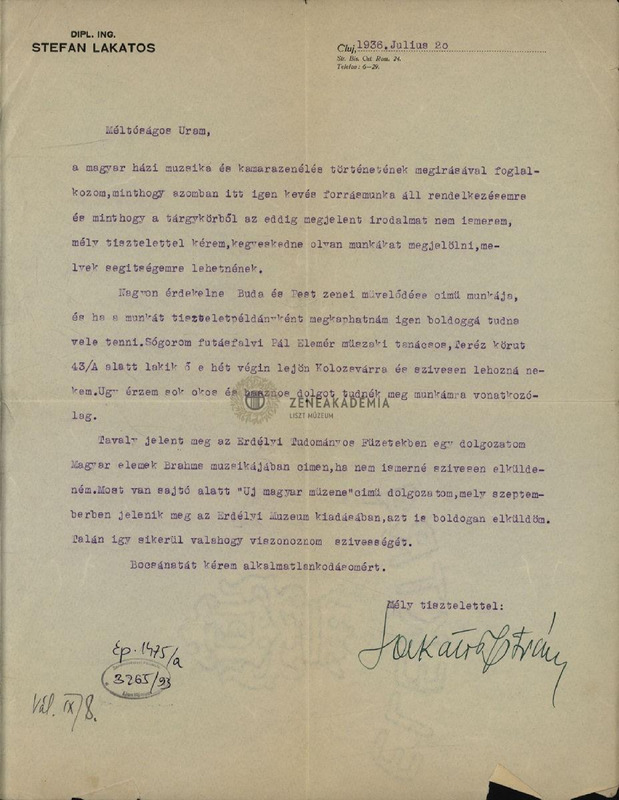 DIPL. ING.
STEFAN LAKATOS
Cluj, 1936. Julius 20
Str. Bis. Ort. Rom. 24.
Telefon: 6—29.
Méltóságos Uram,
a magyar házi muzsika és kamarazenélés történetének megirásával foglal-
kozom,minthogy azomban itt igen kevés forrásmunka áll rendelkezésemre
és minthogy a tárgykörből az eddig megjelent irodalmat nem ismerem,
mély tisztelettel kérem,kegyeskedne olyan munkákat megjelölni,me-
lyek segitségemre lehetnének.
Nagyon érdekelne Buda és Pest zenei müvelődése cimü munkája,
és ha a munkát tiszteletpéldányként megkaphatnám igen boldoggá tudna
vele tenni.Sógorom futásfalvi Pál Elemér müszaki tanácsos,Teréz körut
43/A alatt lakik ő e hét végin lejön Kolozsvárra és szivesen lehozná ne-
kem.Ugy érzem sok okos és hasznos dolgot tudnék meg munkámra vonatkozó-
lag.
ZENEAKADÉMIA
LISZT MÚZEUM
Tavaly jelent meg az Erdélyi Tudományos Füzetekben egy dolgozatom
Magyar elemek Brahms muzsikájában cimen,ha nem ismerné szivesen elkülde-
ném.Most van sajtó alatt "Uj magyar müzene"cimü dolgozatom,mely szeptem-
berben jelenik meg az Erdélyi Muzeum kiadásában,azt is boldogan elküldöm.
Talán igy sikerül valahogy viszonoznom szivességét.
Bocsánatát kérem alkalmatlankodásomért.
Mély tisztelettel:
Lakatos István
Ép. 1475/a
3265/93
Vál. IX/8.